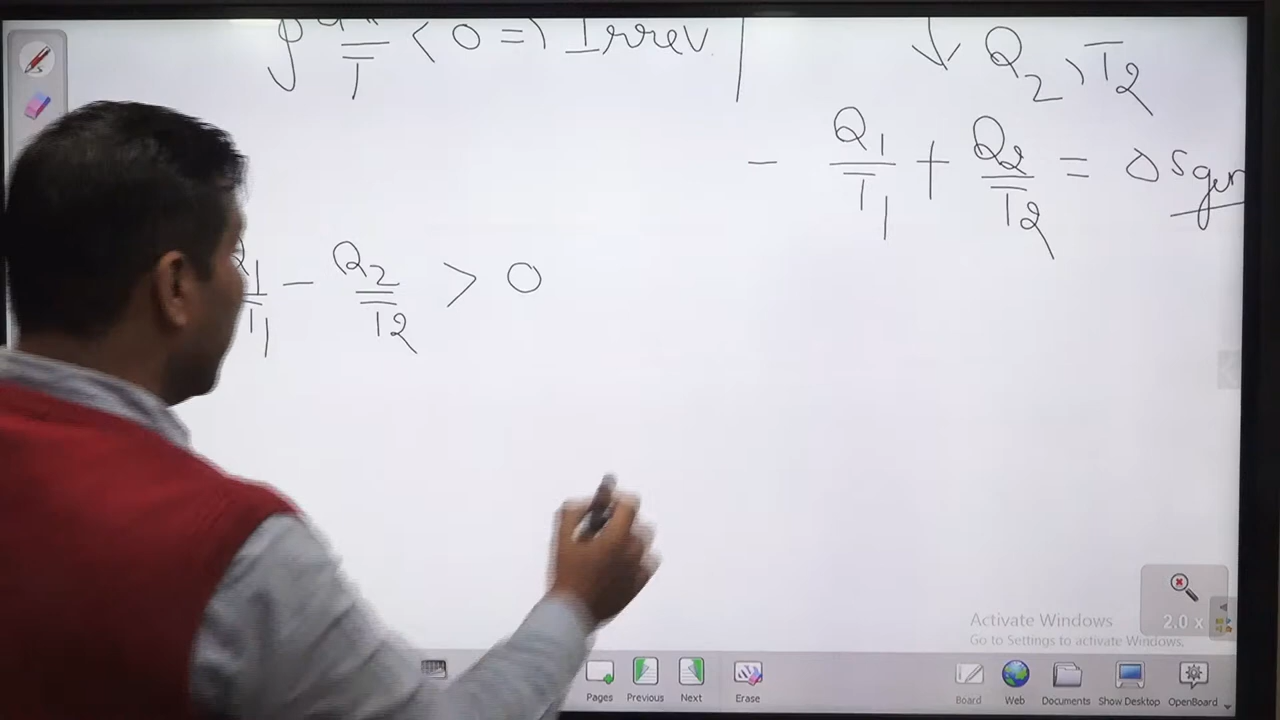 ∮ đQ/T < 0 ⇒ Irrev.
↓ Q₂, T₂
- Q₁/T₁ + Q₂/T₂ = 0 Sgen
Q₁/T₁ - Q₂/T₂ > 0
Activate Windows
Go to Settings to activate Windows.
2.0 x
Pages Previous Next Erase Board Web Documents Show Desktop OpenBoard